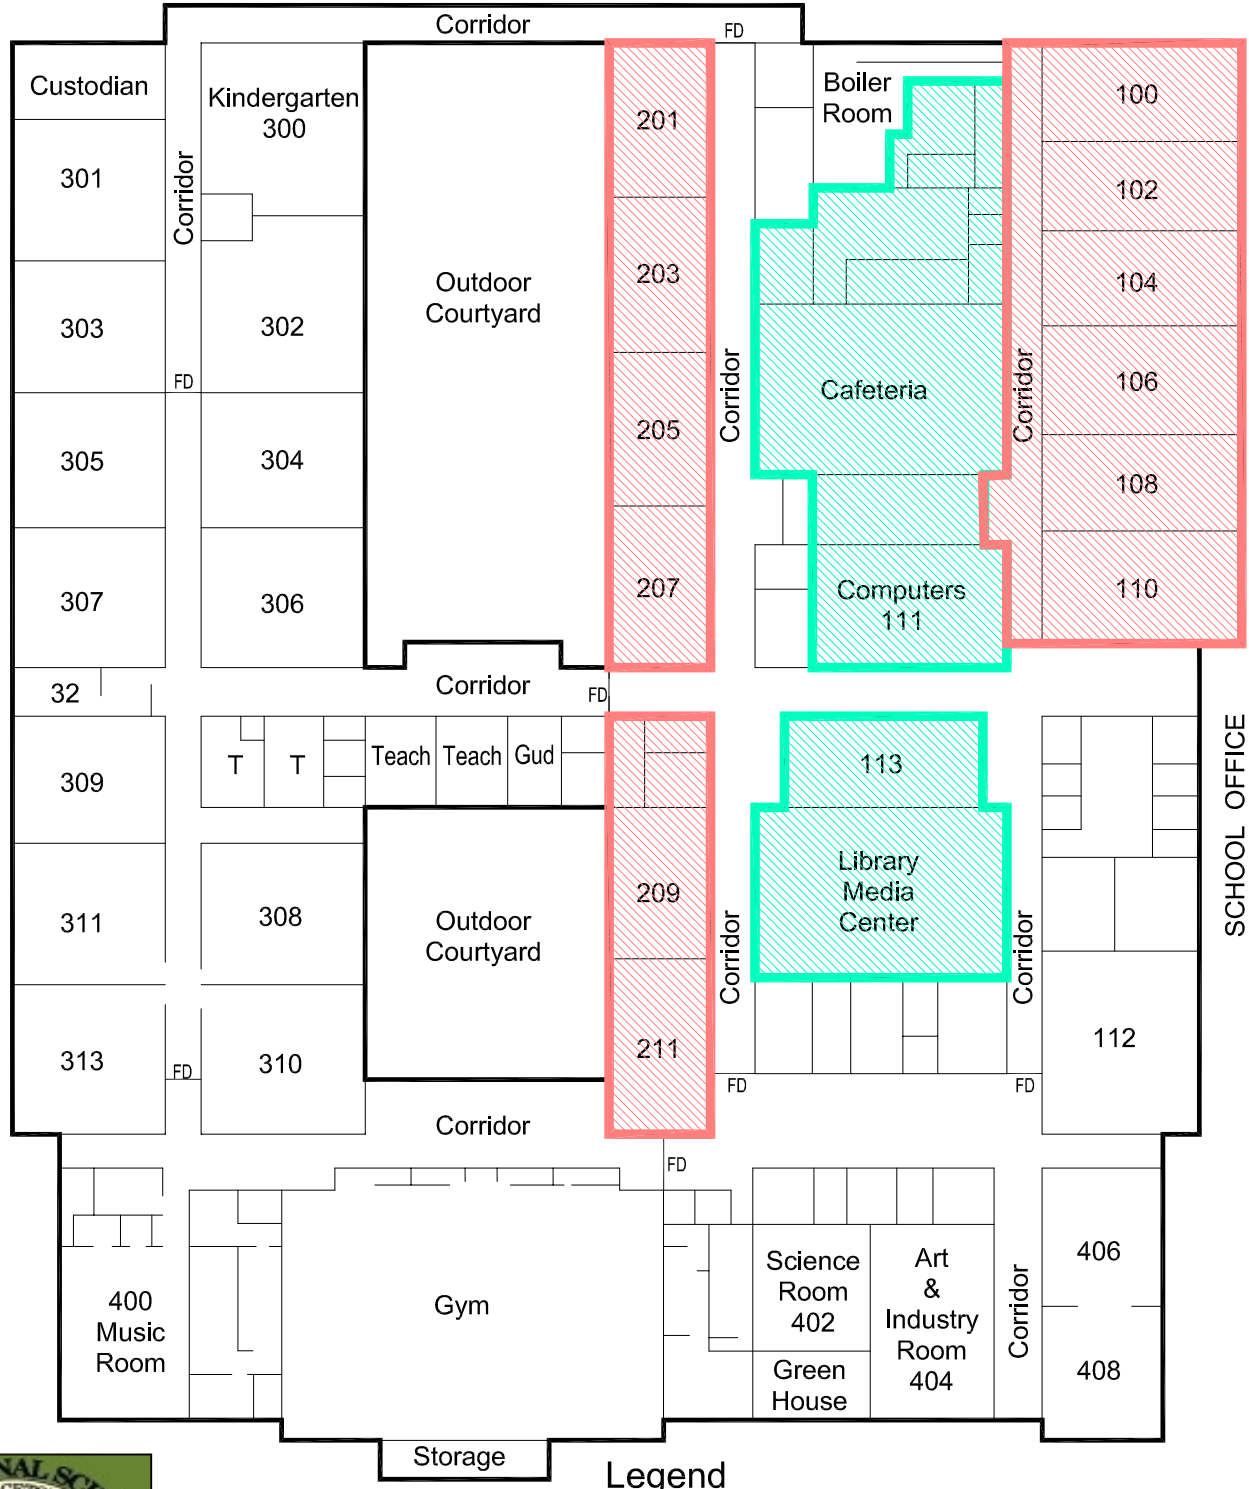 Corridor
FD
Custodian
Kindergarten
300
201
Boiler
Room
100
301
Corridor
102
203
Outdoor
Courtyard
104
303
302
FD
Corridor
Cafeteria
Corridor
106
305
304
205
108
307
306
207
Computers
111
110
32
Corridor
FD
309
T
T
Teach
Teach
Gud
113
SCHOOL OFFICE
311
308
Outdoor
Courtyard
209
Library
Media
Center
Corridor
Corridor
313
310
211
112
FD
FD
FD
Corridor
FD
400
Music
Room
Gym
Science
Room
402
Green
House
Art
&
Industry
Room
404
Corridor
406
408
Storage
Legend